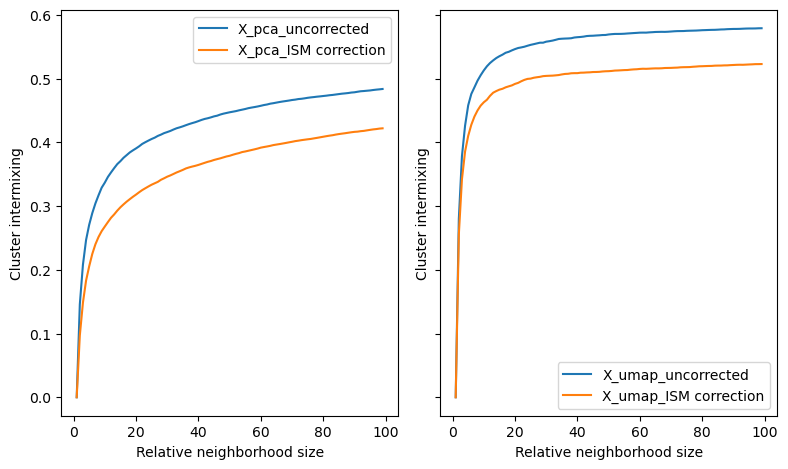 X_pca_uncorrected
X_pca_ISM correction
0.6
0.5
0.4
0.3
0.2
0.1
0.0
Cluster intermixing
0 20 40 60 80 100
Relative neighborhood size
Cluster intermixing
X_umap_uncorrected
X_umap_ISM correction
0 20 40 60 80 100
Relative neighborhood size